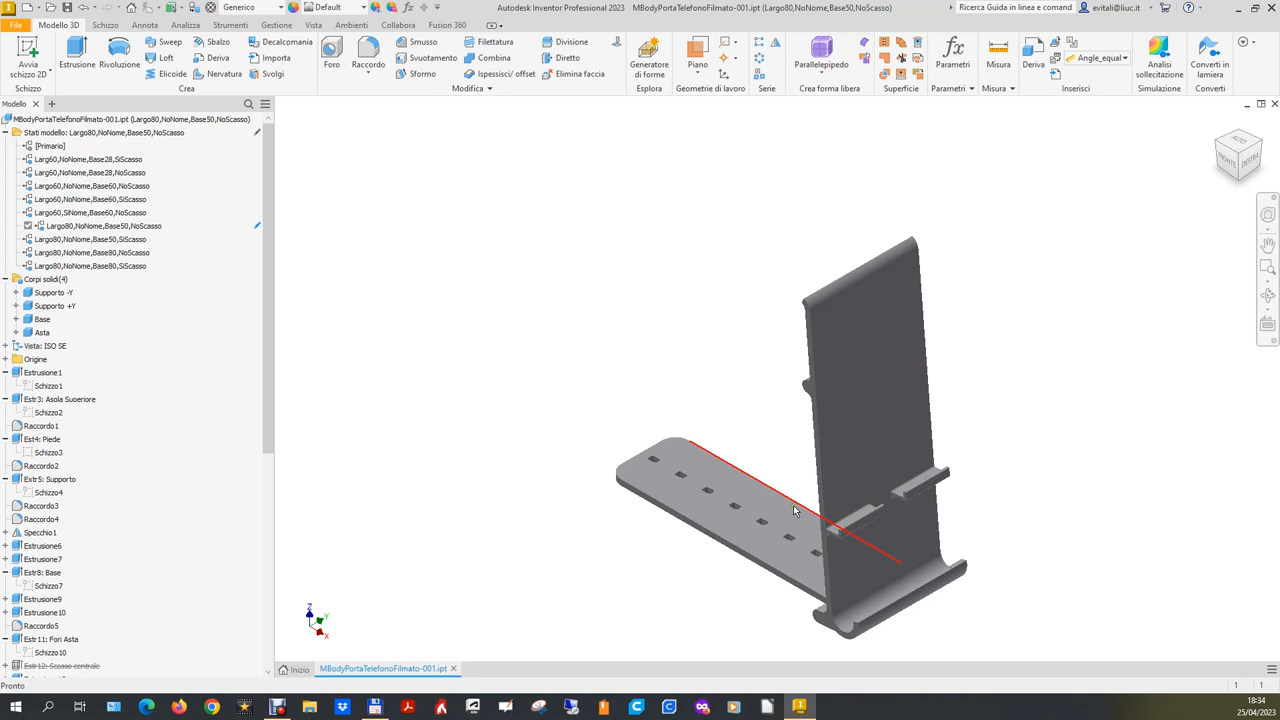 Generico
Default
Autodesk Inventor Professional 2023
MBodyPortaTelefonoFilmato-001.ipt (Largo80,NoNome,Base50,NoScasso)
Ricerca Guida in linea e comand
evitali@liuc.it
File
Modello 3D
Schizzo
Annota
Analizza
Strumenti
Gestione
Vista
Ambienti
Collabora
Fusion 360
Avvia schizzo 2D
Estrusione
Rivoluzione
Sweep
Loft
Elicoide
Sbalzo
Deriva
Nervatura
Decalcomania
Importa
Svolgi
Foro
Raccordo
Smusso
Svuotamento
Sformo
Filettatura
Combina
Ispessisci/ offset
Divisione
Diretto
Elimina faccia
Generatore di forme
Piano
Parallelepipedo
Parametri
Misura
Deriva
Angle_equal
Analisi sollecitazione
Converti in lamiera
Schizzo
Crea
Modifica
Esplora
Geometrie di lavoro
Serie
Crea forma libera
Superficie
Parametri
Misura
Inserisci
Simulazione
Converti
Modello
MBodyPortaTelefonoFilmato-001.ipt (Largo80,NoNome,Base50,NoScasso)
Stati modello: Largo80,NoNome,Base50,NoScasso
[Primario]
Larg60,NoNome,Base28,SiScasso
Larg60,NoNome,Base28,NoScasso
Largo60,NoNome,Base60,NoScasso
Largo60,NoNome,Base60,SiScasso
Largo60,SiNome,Base60,NoScasso
Largo80,NoNome,Base50,NoScasso
Largo80,NoNome,Base50,SiScasso
Largo80,NoNome,Base80,NoScasso
Largo80,NoNome,Base80,SiScasso
Corpi solidi(4)
Supporto -Y
Supporto +Y
Base
Asta
Vista: ISO SE
Origine
Estrusione1
Schizzo1
Estr3: Asola Suoeriore
Schizzo2
Raccordo1
Est4: Piede
Schizzo3
Raccordo2
Extr5: Supporto
Schizzo4
Raccordo3
Raccordo4
Specchio1
Estrusione6
Estrusione7
Estr8: Base
Schizzo7
Estrusione9
Estrusione10
Raccordo5
Estr11: Fori Asta
Schizzo10
Estr12: Scasso centrale
ALTO
FRONTE
DESTRA
Z
Y
X
Inizio
MBodyPortaTelefonoFilmato-001.ipt
Pronto
1
1
18:34
25/04/2023